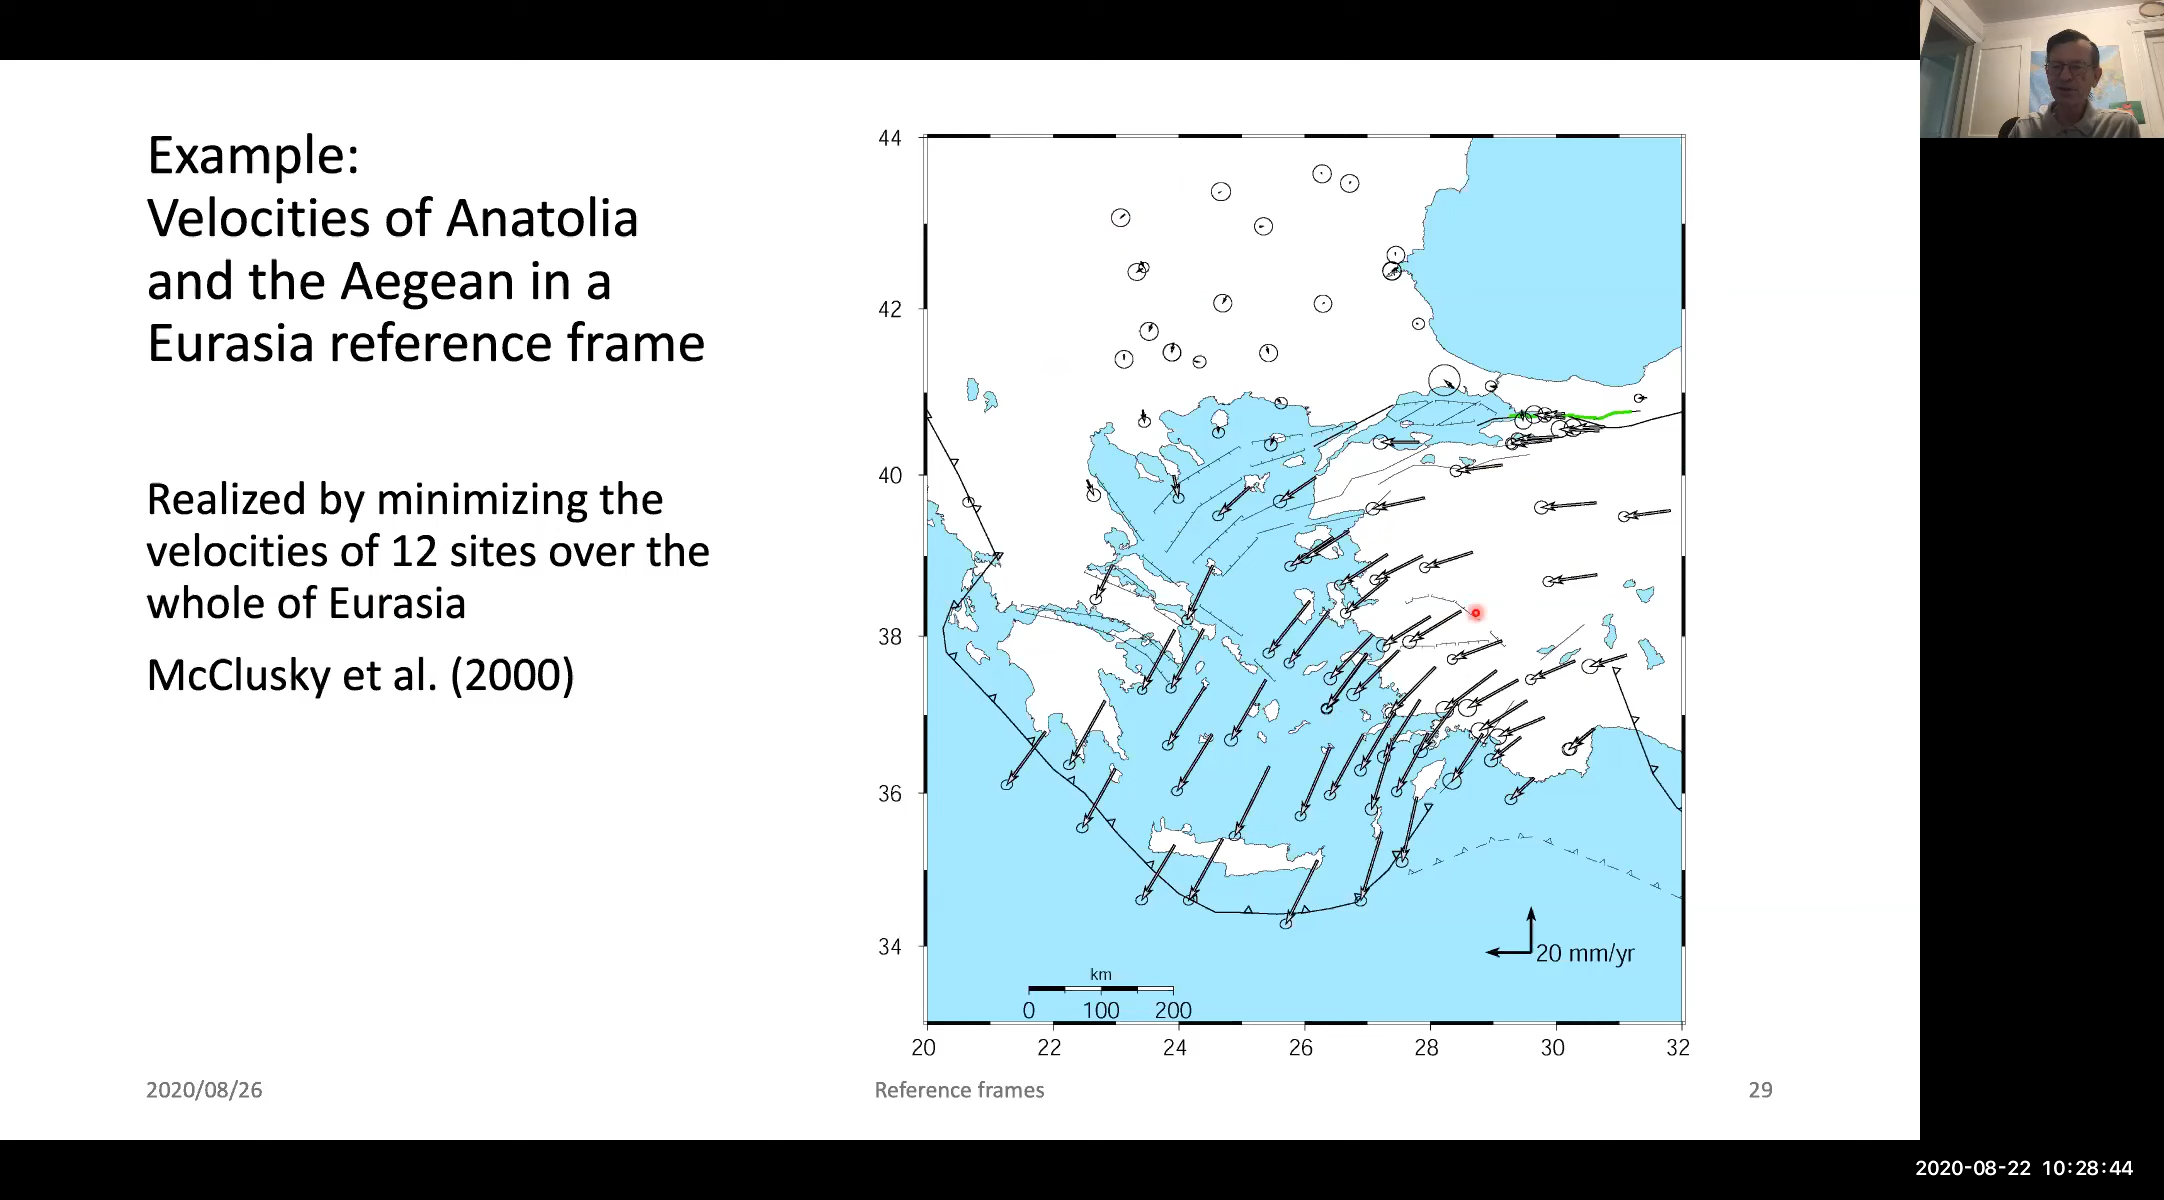 Example:
Velocities of Anatolia
and the Aegean in a
Eurasia reference frame
Realized by minimizing the
velocities of 12 sites over the
whole of Eurasia
McClusky et al. (2000)
44
42
40
38
36
34
20 mm/yr
km
0 100 200
20 22 24 26 28 30 32
2020/08/26 Reference frames 29
2020-08-22 10:28:44